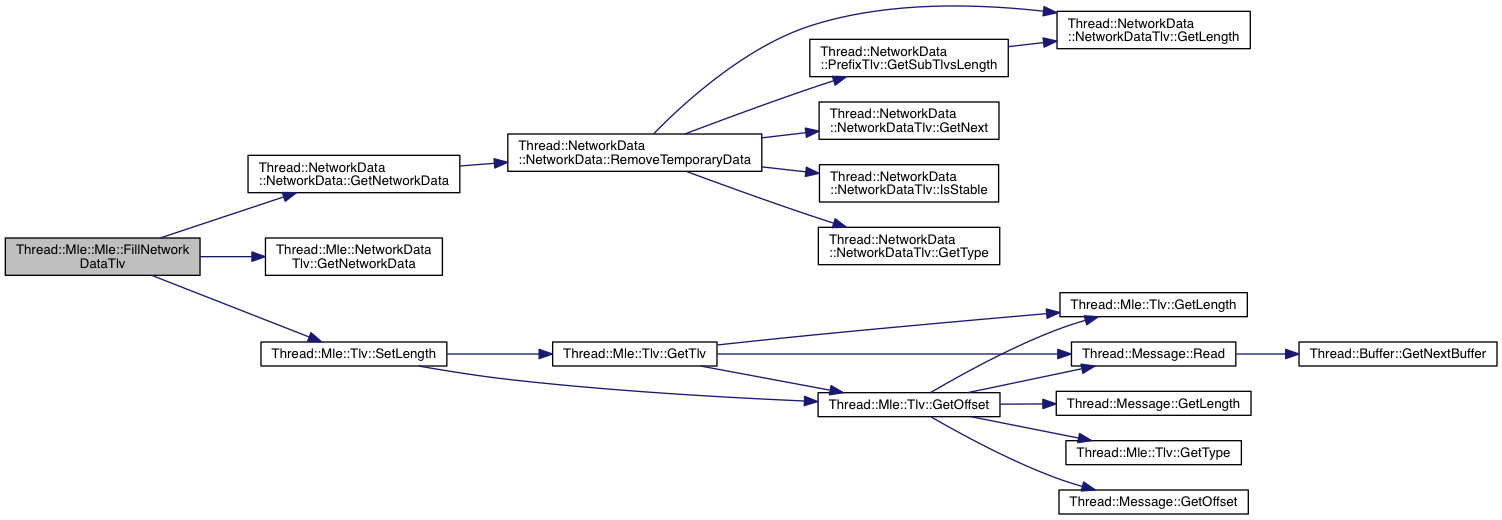 Thread::Mle::Mle::FillNetwork
DataTlv
Thread::NetworkData
::NetworkData::GetNetworkData
Thread::Mle::NetworkData
Tlv::GetNetworkData
Thread::Mle::Tlv::SetLength
Thread::NetworkData
::NetworkData::RemoveTemporaryData
Thread::Mle::Tlv::GetTlv
Thread::NetworkData
::PrefixTlv::GetSubTlvsLength
Thread::NetworkData
::NetworkDataTlv::GetNext
Thread::NetworkData
::NetworkDataTlv::IsStable
Thread::NetworkData
::NetworkDataTlv::GetType
Thread::Mle::Tlv::GetOffset
Thread::NetworkData
::NetworkDataTlv::GetLength
Thread::Mle::Tlv::GetLength
Thread::Message::Read
Thread::Message::GetLength
Thread::Mle::Tlv::GetType
Thread::Message::GetOffset
Thread::Buffer::GetNextBuffer